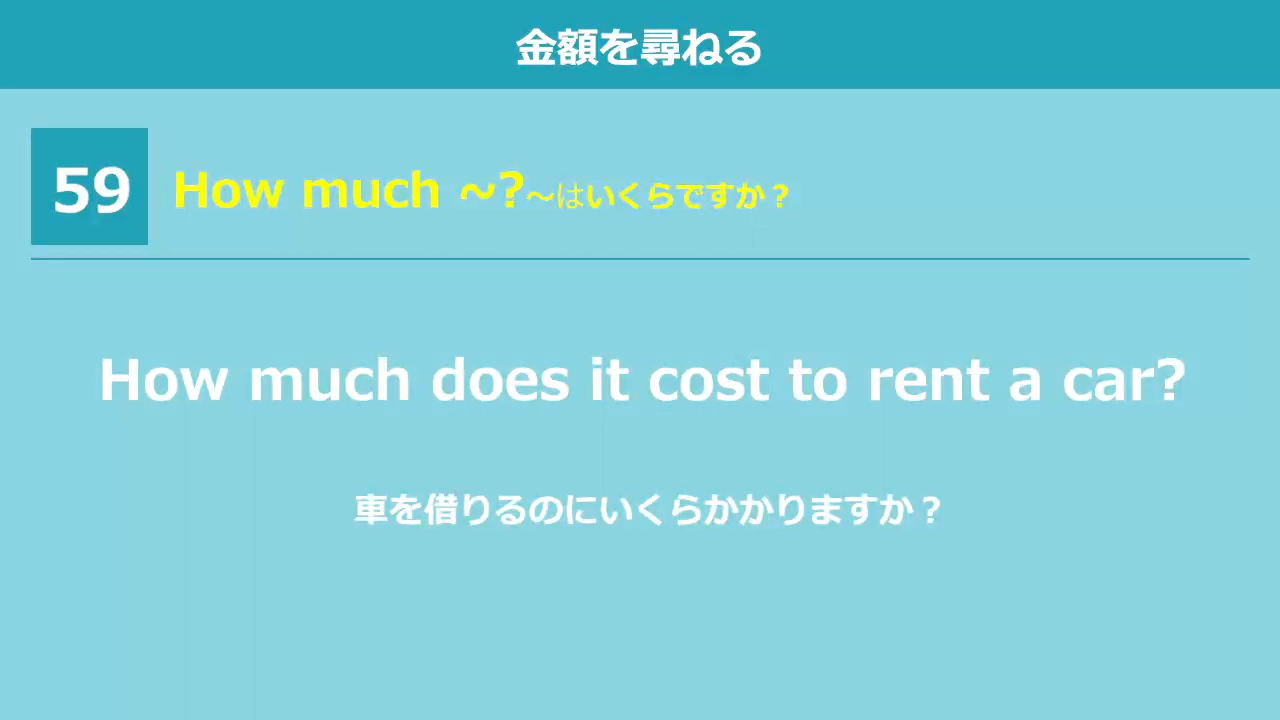 金額を尋ねる
59
How much ~?～はいくらですか？
How much does it cost to rent a car?
車を借りるのにいくらかかりますか？